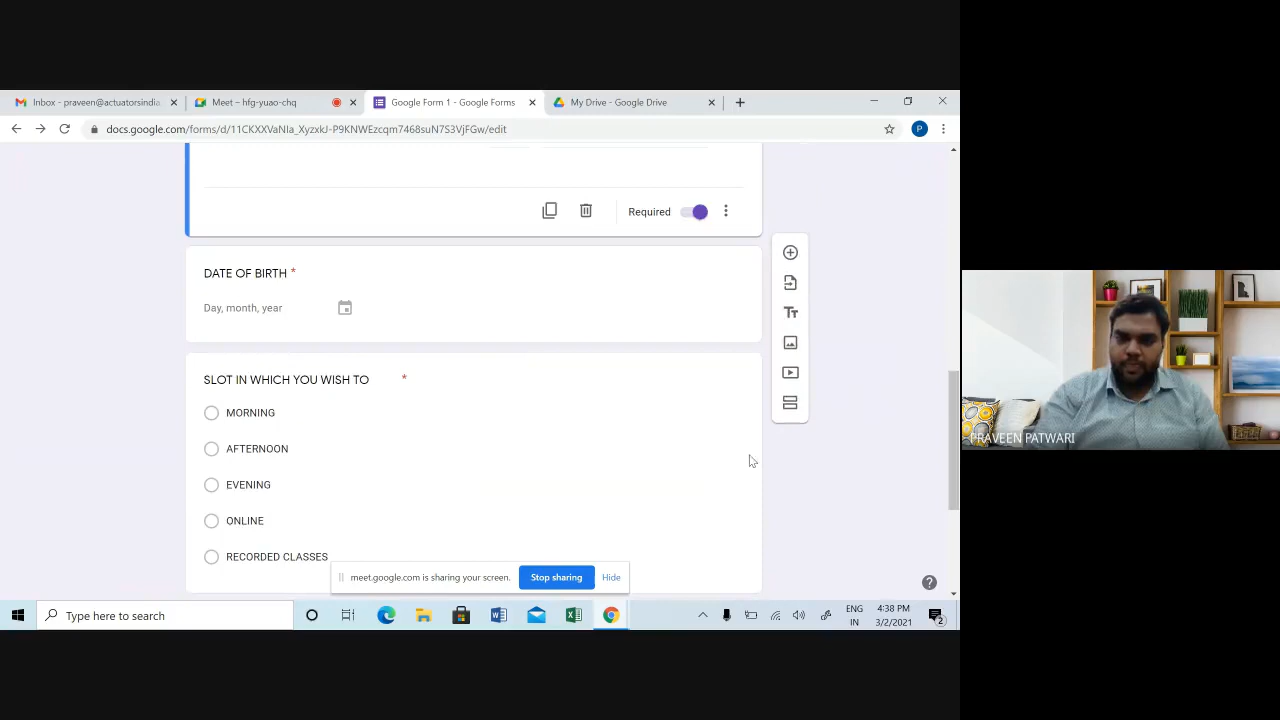 Inbox - praveen@actuatorsindia
Meet – hfg-yuao-chq
Google Form 1 - Google Forms
My Drive - Google Drive
docs.google.com/forms/d/11CKXXVaNIa_XyzxkJ-P9KNWEzcqm7468suN7S3VjFGw/edit
P
Required
DATE OF BIRTH *
Day, month, year
SLOT IN WHICH YOU WISH TO *
MORNING
AFTERNOON
EVENING
ONLINE
RECORDED CLASSES
meet.google.com is sharing your screen.
Stop sharing
Hide
PRAVEEN PATWARI
Type here to search
ENG
IN
4:38 PM
3/2/2021
2